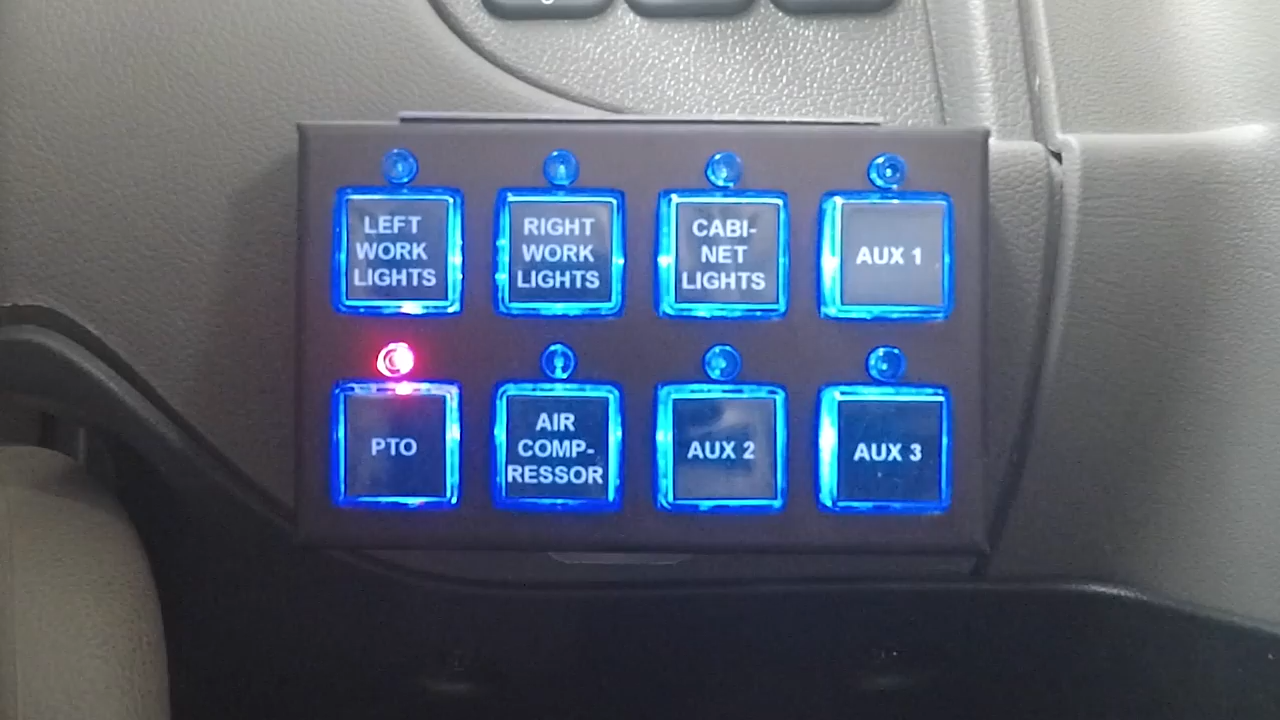 LEFT
WORK
LIGHTS
RIGHT
WORK
LIGHTS
CABI-
NET
LIGHTS
AUX 1
PTO
AIR
COMP-
RESSOR
AUX 2
AUX 3